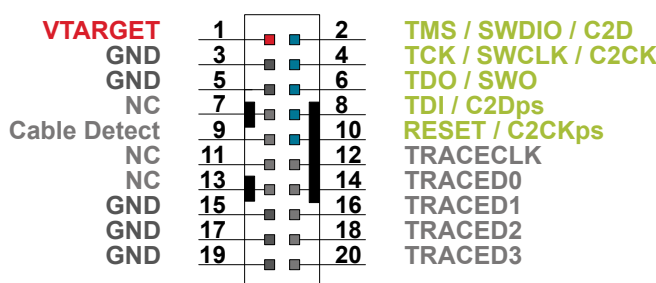 VTARGET 1 2 TMS / SWDIO / C2D
GND 3 4 TCK / SWCLK / C2CK
GND 5 6 TDO / SWO
NC 7 8 TDI / C2Dps
Cable Detect 9 10 RESET / C2CKps
NC 11 12 TRACECLK
NC 13 14 TRACED0
GND 15 16 TRACED1
GND 17 18 TRACED2
GND 19 20 TRACED3